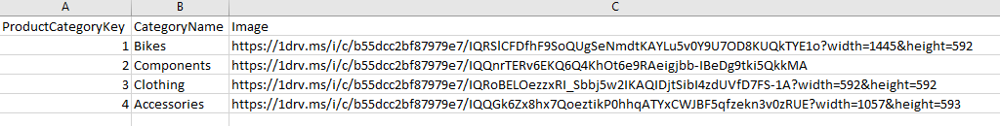 A B C
ProductCategoryKey CategoryName Image
1 Bikes https://1drv.ms/i/c/b55dcc2bf87979e7/IQRSlCFDfhF9SoQUgSeNmdtKAYLu5v0Y9U7OD8KUQkTYE1o?width=1445&height=592
2 Components https://1drv.ms/i/c/b55dcc2bf87979e7/IQQnrTERv6EKQ6Q4KhOt6e9RAeigjbb-IBeDg9tki5QkkMA
3 Clothing https://1drv.ms/i/c/b55dcc2bf87979e7/IQRoBELOezzxRI_Sbbj5w2IKAQIDjtSibI4zdUVfD7FS-1A?width=592&height=592
4 Accessories https://1drv.ms/i/c/b55dcc2bf87979e7/IQQGk6Zx8hx7QoeztikP0hhqATYxCWJBF5qfzekn3v0zRUE?width=1057&height=593